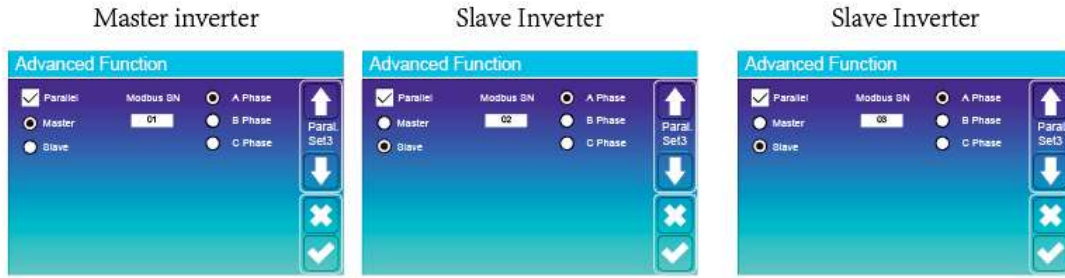 Master inverter
Slave Inverter
Slave Inverter
Advanced Function
Parallel
Modbus SN
A Phase
Master
01
B Phase
Slave
C Phase
Paral.
Set3
Advanced Function
Parallel
Modbus SN
A Phase
Master
02
B Phase
Slave
C Phase
Paral.
Set3
Advanced Function
Parallel
Modbus SN
A Phase
Master
03
B Phase
Slave
C Phase
Paral.
Set3